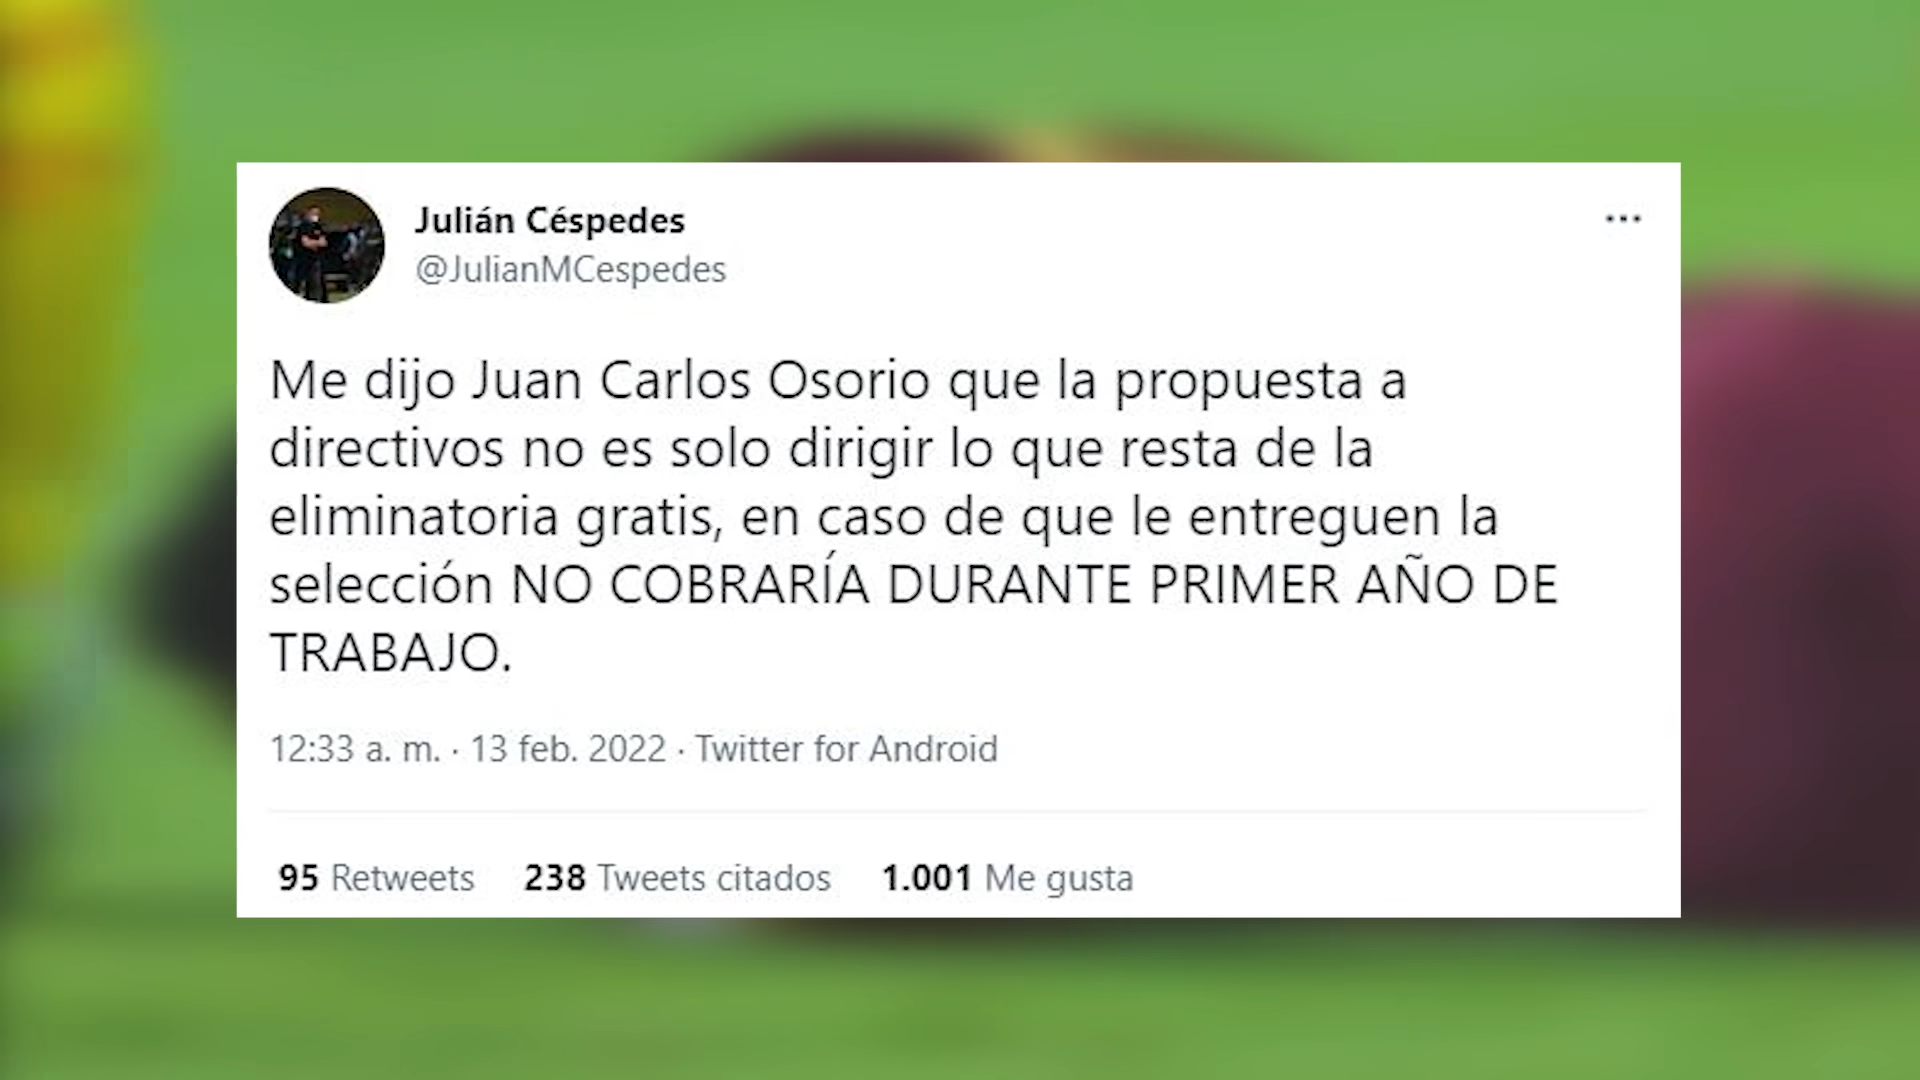 Julián Céspedes
@JulianMCespedes
Me dijo Juan Carlos Osorio que la propuesta a
directivos no es solo dirigir lo que resta de la
eliminatoria gratis, en caso de que le entreguen la
selección NO COBRARÍA DURANTE PRIMER AÑO DE
TRABAJO.
12:33 a. m. · 13 feb. 2022 · Twitter for Android
95 Retweets 238 Tweets citados 1.001 Me gusta